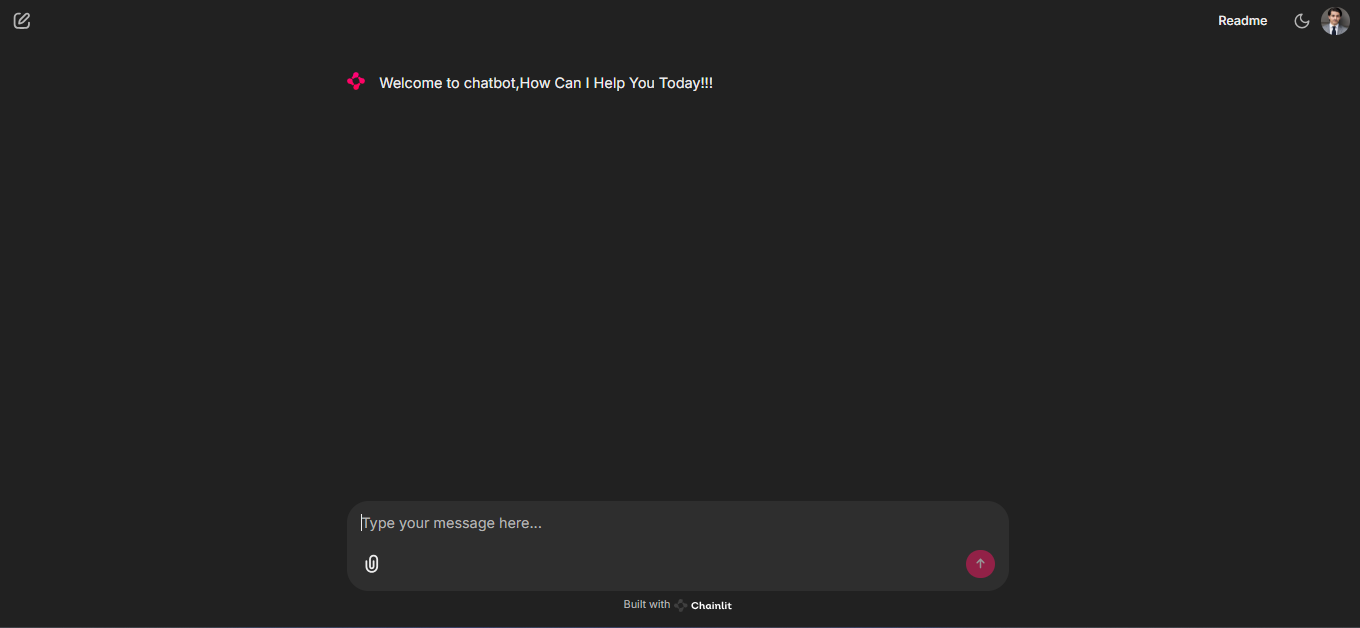 Readme
Welcome to chatbot,How Can I Help You Today!!!
Type your message here...
Built with Chainlit